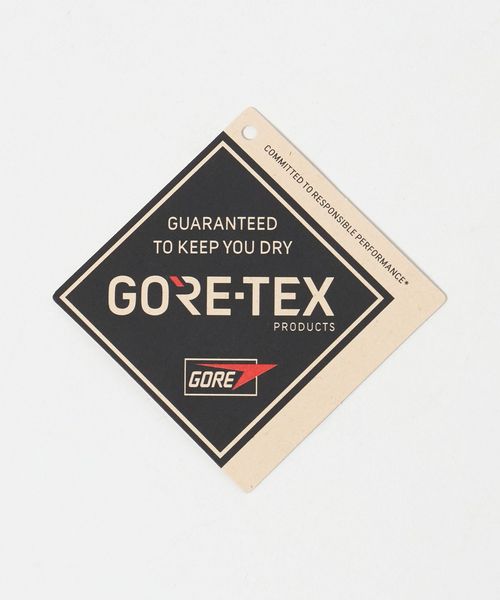 COMMITTED TO RESPONSIBLE PERFORMANCE*
GUARANTEED
TO KEEP YOU DRY
GORE-TEX
PRODUCTS
GORE